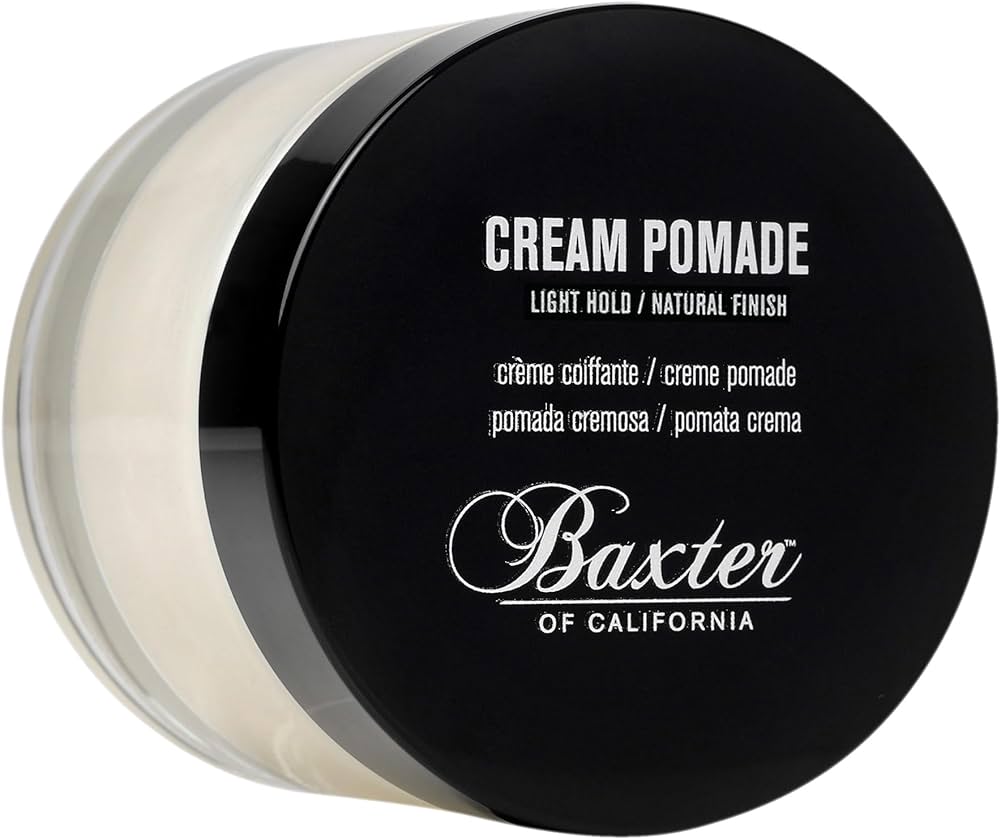 CREAM POMADE
LIGHT HOLD / NATURAL FINISH
crème coiffante / creme pomade
pomada cremosa / pomata crema
Baxter™
OF CALIFORNIA